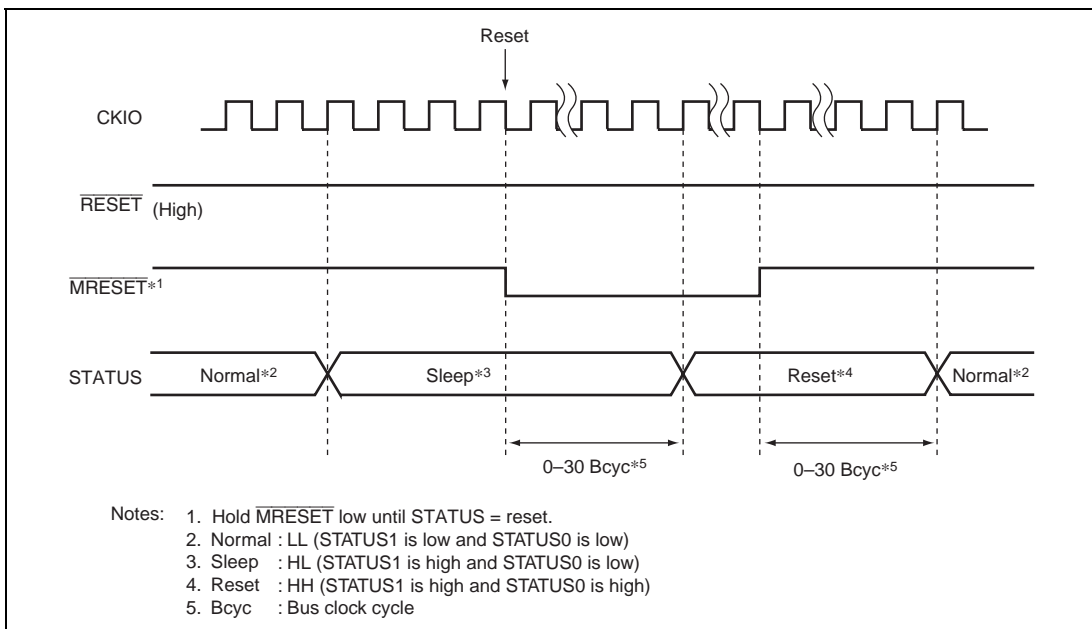 Reset
CKIO
RESET (High)
MRESET*1
STATUS
Normal*2 Sleep*3 Reset*4 Normal*2
0–30 Bcyc*5 0–30 Bcyc*5
Notes: 1. Hold MRESET low until STATUS = reset.
2. Normal : LL (STATUS1 is low and STATUS0 is low)
3. Sleep : HL (STATUS1 is high and STATUS0 is low)
4. Reset : HH (STATUS1 is high and STATUS0 is high)
5. Bcyc : Bus clock cycle